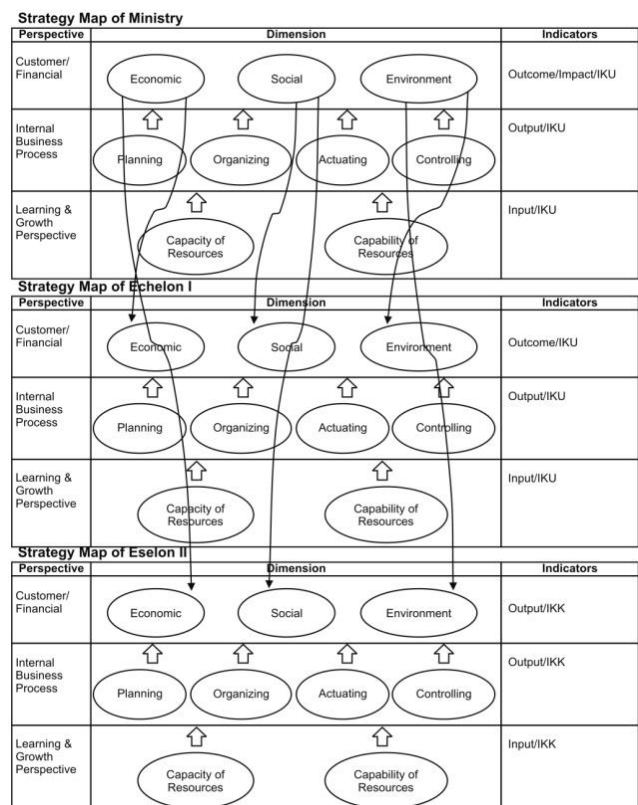 Strategy Map of Ministry
Perspective Dimension Indicators
Customer/
Financial
Economic Social Environment
Outcome/Impact/IKU
Internal
Business
Process
Planning Organizing Actuating Controlling
Output/IKU
Learning &
Growth
Perspective
Capacity of
Resources
Capability of
Resources
Input/IKU
Strategy Map of Echelon I
Perspective Dimension Indicators
Customer/
Financial
Economic Social Environment
Outcome/IKU
Internal
Business
Process
Planning Organizing Actuating Controlling
Output/IKU
Learning &
Growth
Perspective
Capacity of
Resources
Capability of
Resources
Input/IKU
Strategy Map of Eselon II
Perspective Dimension Indicators
Customer/
Financial
Economic Social Environment
Output/IKK
Internal
Business
Process
Planning Organizing Actuating Controlling
Output/IKK
Learning &
Growth
Perspective
Capacity of
Resources
Capability of
Resources
Input/IKK